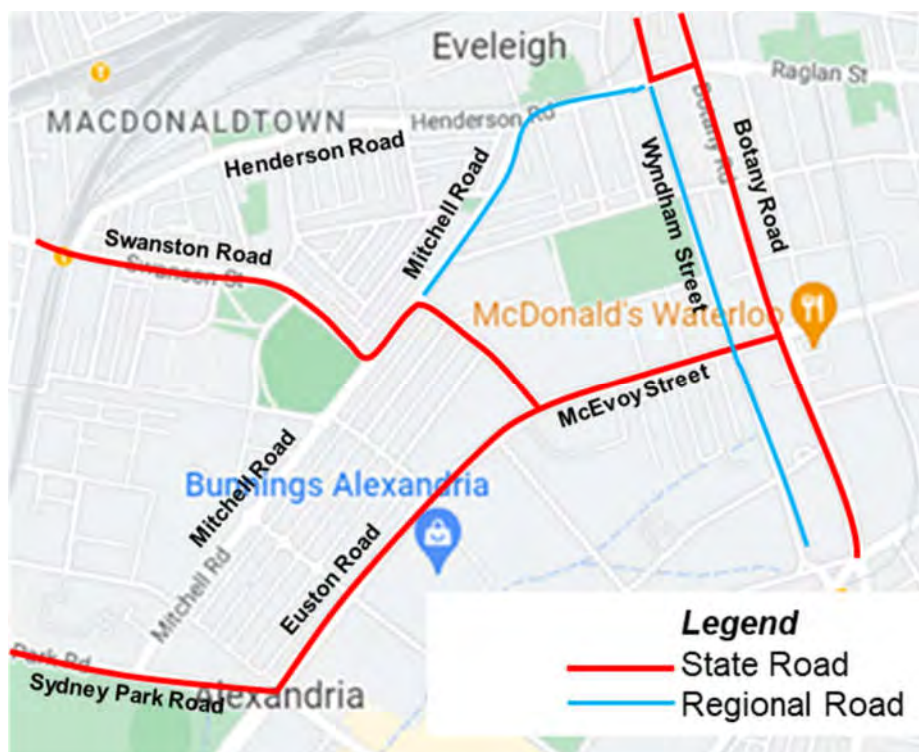 Eveleigh
Raglan St
MACDONALDTOWN
Henderson Rd
Botany Rd
Henderson Road
Mitchell Road
Wyndham Street
Botany Road
Swanston Road
Swanson St
McDonald's Waterloo
McEvoy Street
Mitchell Road
Bunnings Alexandria
Euston Road
Mitchell Rd
Park Rd
Sydney Park Road
Alexandria
Legend
State Road
Regional Road